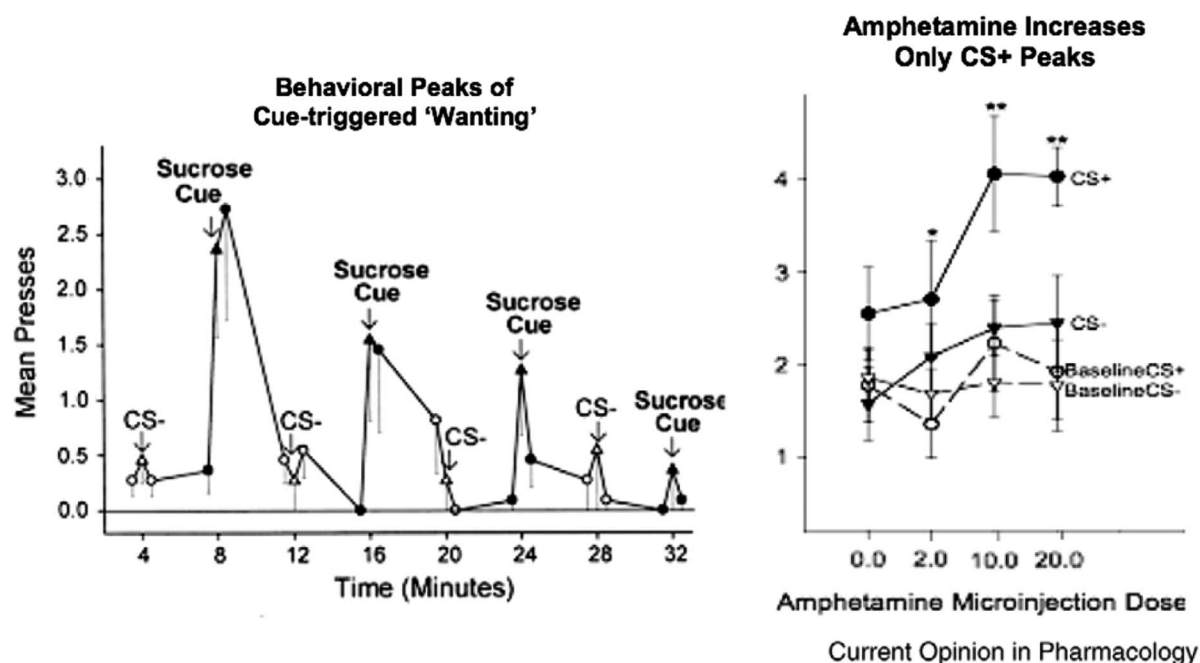 Behavioral Peaks of
Cue-triggered ‘Wanting’
Mean Presses
3.0
2.5
2.0
1.5
1.0
0.5
0.0
CS-
Sucrose
Cue
CS-
Sucrose
Cue
CS-
Sucrose
Cue
CS-
Sucrose
Cue
4 8 12 16 20 24 28 32
Time (Minutes)
Amphetamine Increases
Only CS+ Peaks
4
3
2
1
*
**
**
CS+
CS-
BaselineCS+
BaselineCS-
0.0 2.0 10.0 20.0
Amphetamine Microinjection Dose
Current Opinion in Pharmacology